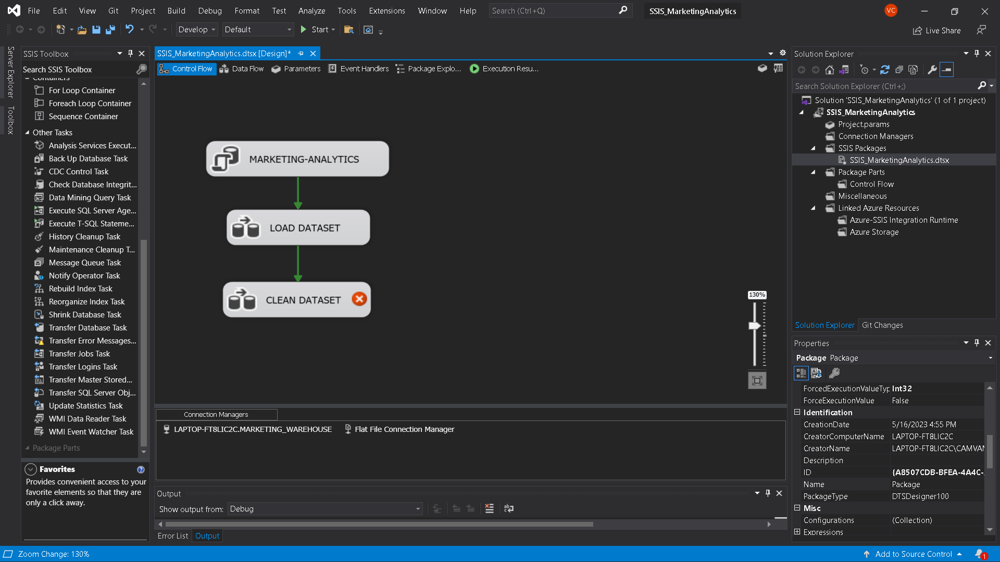 File Edit View Git Project Build Debug Format Test Analyze Tools Extensions Window Help Search (Ctrl+Q) SSIS_MarketingAnalytics VC
Develop Default Start Live Share
Server Explorer
Toolbox
SSIS Toolbox
Search SSIS Toolbox
Containers
For Loop Container
Foreach Loop Container
Sequence Container
Other Tasks
Analysis Services Execut...
Back Up Database Task
CDC Control Task
Check Database Integrit...
Data Mining Query Task
Execute SQL Server Age...
Execute T-SQL Stateme...
History Cleanup Task
Maintenance Cleanup T...
Message Queue Task
Notify Operator Task
Rebuild Index Task
Reorganize Index Task
Shrink Database Task
Transfer Database Task
Transfer Error Messages...
Transfer Jobs Task
Transfer Logins Task
Transfer Master Stored...
Transfer SQL Server Obj...
Update Statistics Task
WMI Data Reader Task
WMI Event Watcher Task
Package Parts
Favorites
Provides convenient access to your
favorite elements so that they are
only a click away.
SSIS_MarketingAnalytics.dtsx [Design]*
Control Flow Data Flow Parameters Event Handlers Package Explo... Execution Resu...
MARKETING-ANALYTICS
LOAD DATASET
CLEAN DATASET
130%
Connection Managers
LAPTOP-FT8LIC2C.MARKETING_WAREHOUSE Flat File Connection Manager
Output
Show output from: Debug
Error List Output
Solution Explorer
Search Solution Explorer (Ctrl+;)
Solution 'SSIS_MarketingAnalytics' (1 of 1 project)
SSIS_MarketingAnalytics
Project.params
Connection Managers
SSIS Packages
SSIS_MarketingAnalytics.dtsx
Package Parts
Control Flow
Miscellaneous
Linked Azure Resources
Azure-SSIS Integration Runtime
Azure Storage
Solution Explorer Git Changes
Properties
Package Package
ForcedExecutionValueTyp Int32
ForceExecutionValue False
Identification
CreationDate 5/16/2023 4:55 PM
CreatorComputerName LAPTOP-FT8LIC2C
CreatorName LAPTOP-FT8LIC2C\CAMVAN
Description
ID {A8507CDB-BFEA-4A4C-
Name Package
PackageType DTSDesigner100
Misc
Configurations (Collection)
Expressions
Zoom Change: 130% Add to Source Control 1